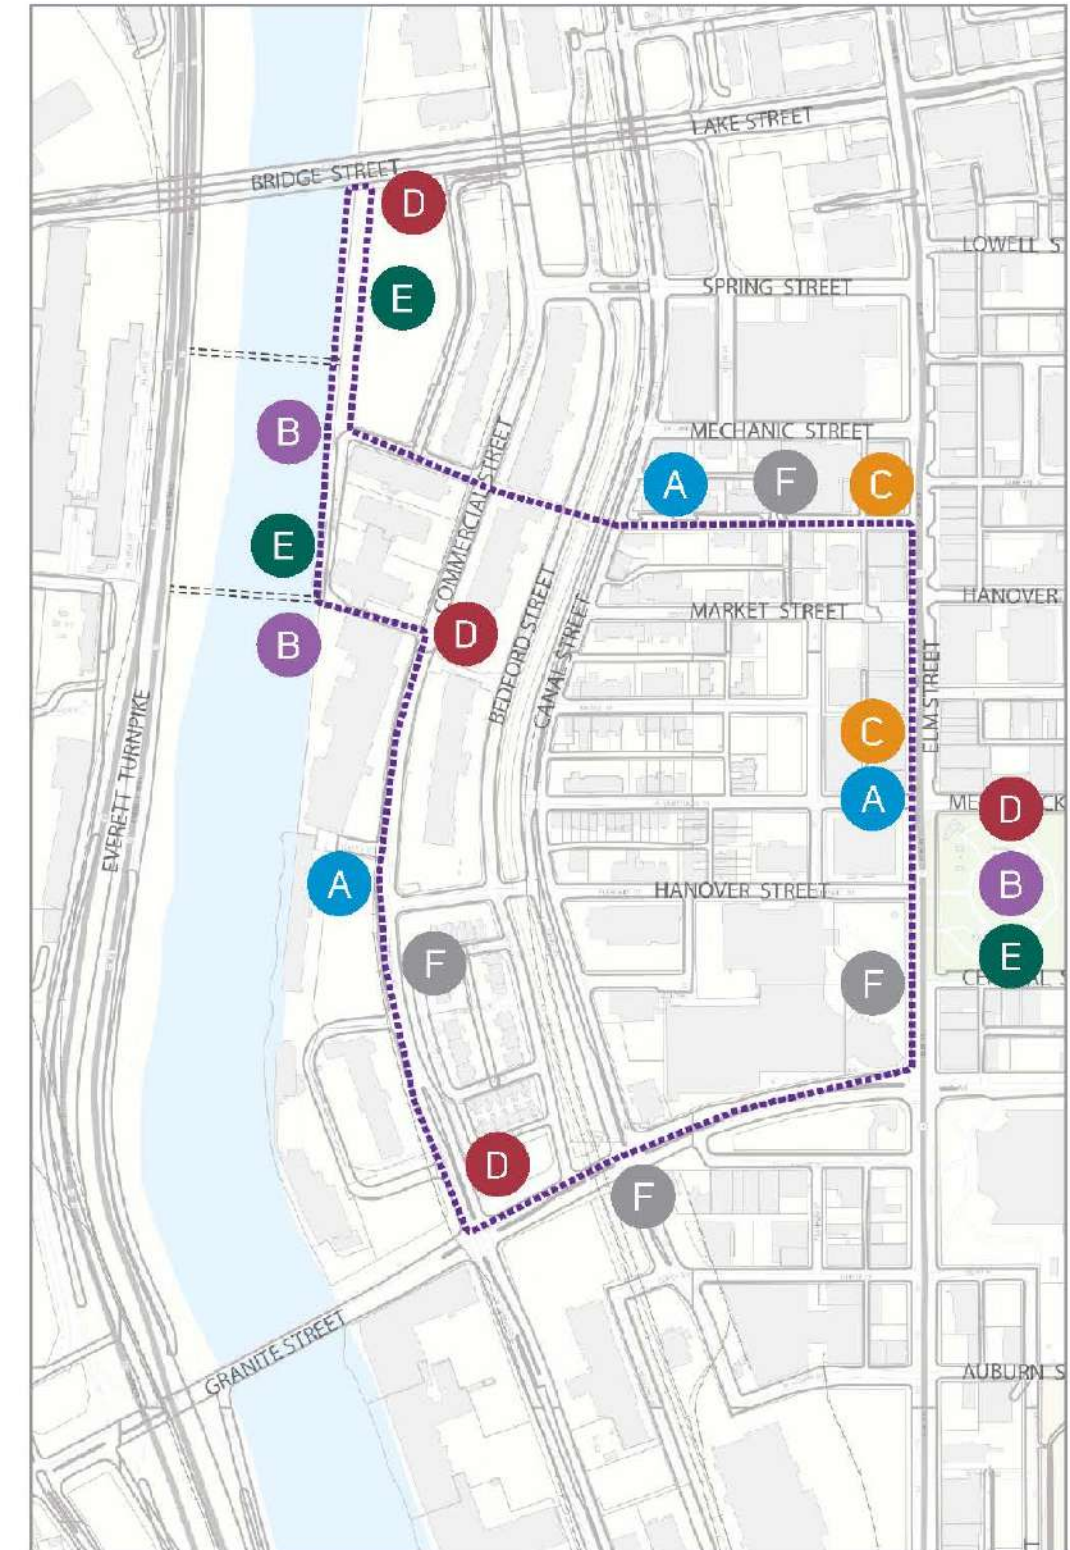 LAKE STREET
BRIDGE STREET
D
LOWELL S
E
SPRING STREET
B
MECHANIC STREET
A
F
C
E
COMMERCIAL STREET
HANOVER
MARKET STREET
B
D
BEDFORD STREET
CANAL STREET
ELM STREET
EVERETT TURNPIKE
C
A
D
A
HANOVER STREET
B
F
F
E
D
F
GRANITE STREET
AUBURN S